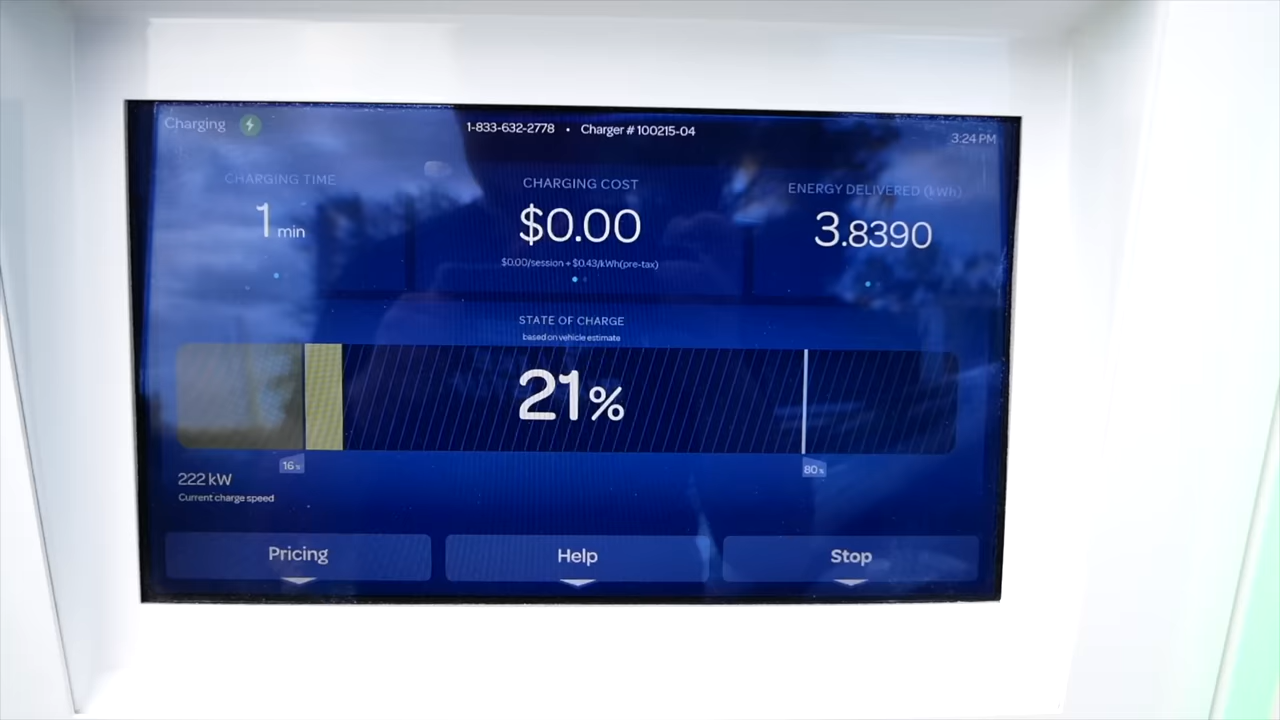 Charging
1-833-632-2778 • Charger # 100215-04
3:24 PM
CHARGING TIME
1 min
CHARGING COST
$0.00
$0.00/session + $0.43/kWh(pre-tax)
ENERGY DELIVERED (kWh)
3.8390
STATE OF CHARGE
based on vehicle estimate
21%
16%
80%
222 kW
Current charge speed
Pricing
Help
Stop